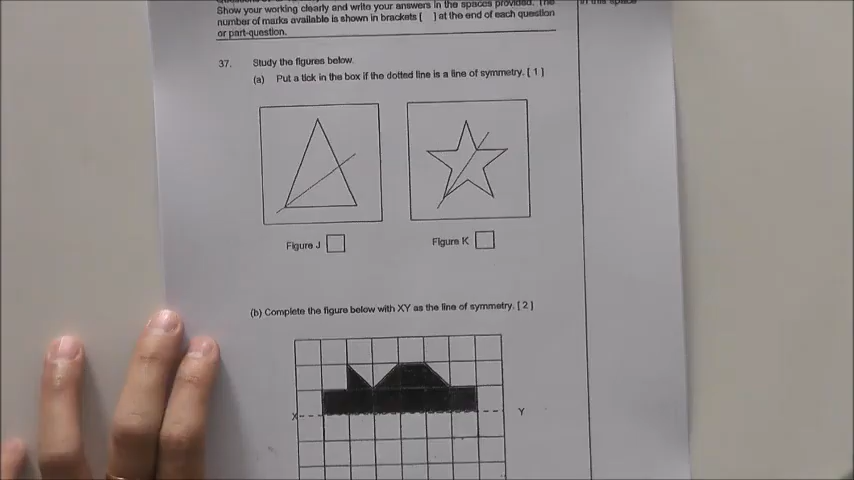 Show your working clearly and write your answers in the spaces provided. The
number of marks available is shown in brackets [ ] at the end of each question
or part-question.
in this space
37. Study the figures below.
(a) Put a tick in the box if the dotted line is a line of symmetry. [ 1 ]
Figure J
Figure K
(b) Complete the figure below with XY as the line of symmetry. [ 2 ]
X
Y